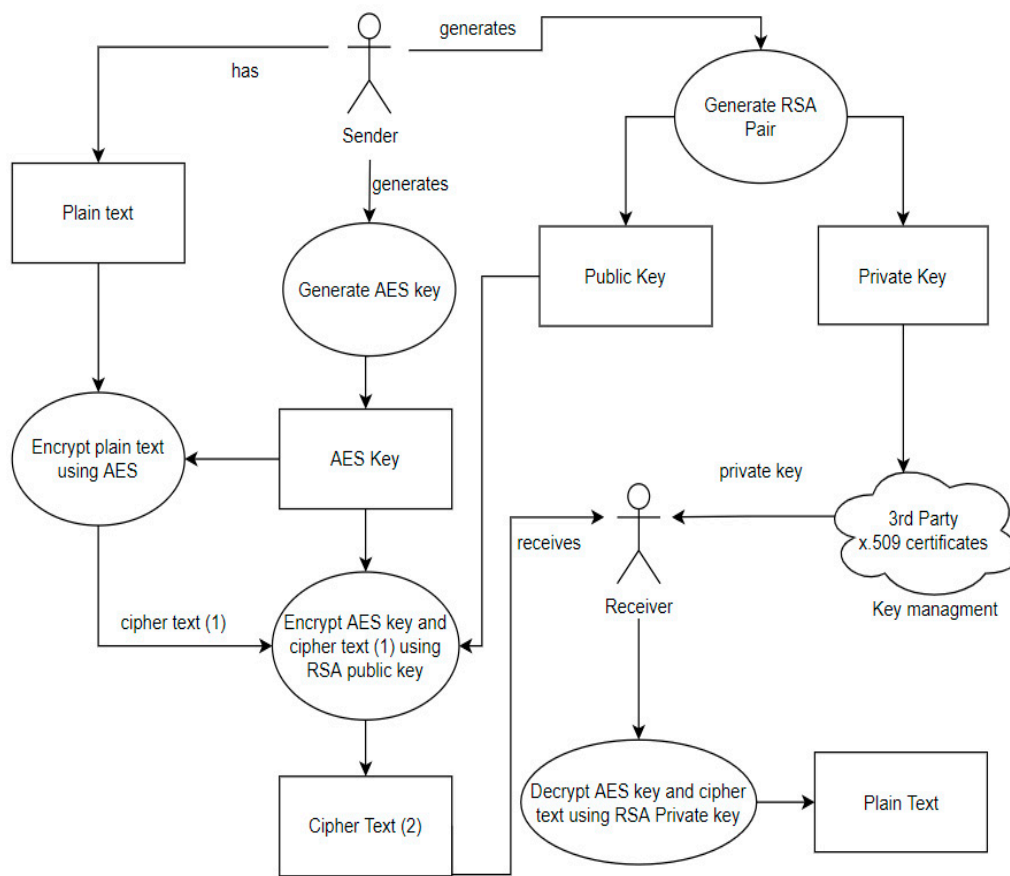 generates
has
Sender
Generate RSA
Pair
generates
Plain text
Generate AES key
Public Key
Private Key
Encrypt plain text
using AES
AES Key
private key
3rd Party
x.509 certificates
receives
Receiver
Key managment
cipher text (1)
Encrypt AES key and
cipher text (1) using
RSA public key
Decrypt AES key and cipher
text using RSA Private key
Plain Text
Cipher Text (2)